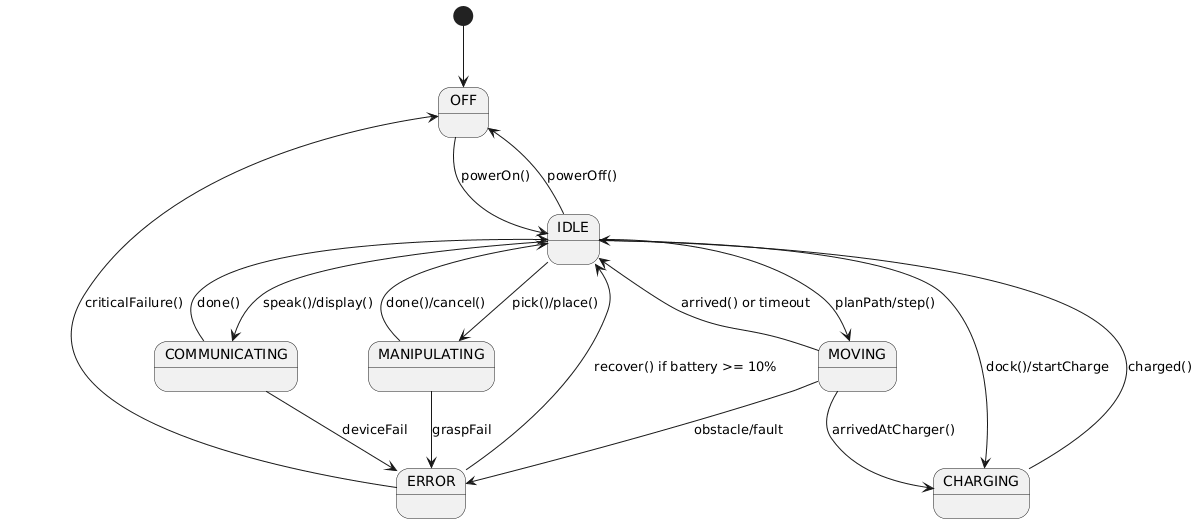 OFF
powerOn()
powerOff()
IDLE
criticalFailure()
done()
speak()/display()
done()/cancel()
pick()/place()
arrived() or timeout
planPath/step()
COMMUNICATING
MANIPULATING
MOVING
recover() if battery >= 10%
dock()/startCharge
charged()
deviceFail
graspFail
obstacle/fault
arrivedAtCharger()
ERROR
CHARGING